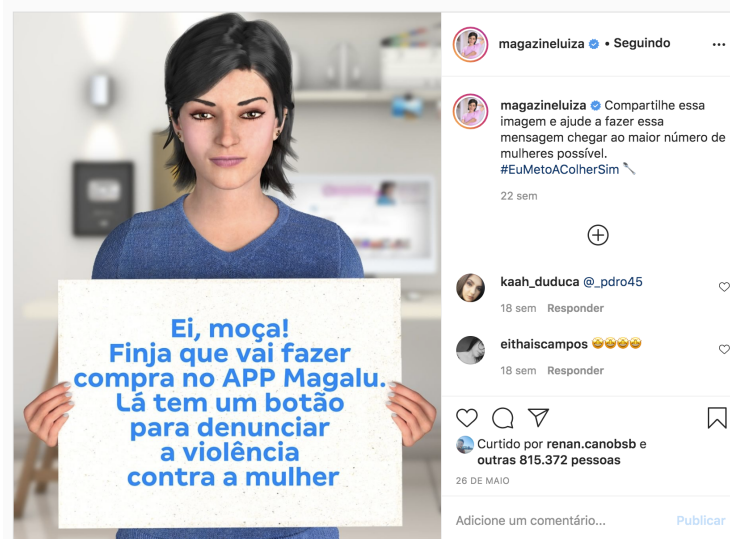 Ei, moça!
Finja que vai fazer
compra no APP Magalu.
Lá tem um botão
para denunciar
a violência
contra a mulher
magazineluiza • Seguindo
magazineluiza Compartilhe essa
imagem e ajude a fazer essa
mensagem chegar ao maior número de
mulheres possível.
#EuMetoAColherSim 🥄
22 sem
kaah_duduca @_pdro45
18 sem Responder
eithaiscampos 🤩🤩🤩🤩
18 sem Responder
Curtido por renan.canobsb e
outras 815.372 pessoas
26 DE MAIO
Adicione um comentário... Publicar